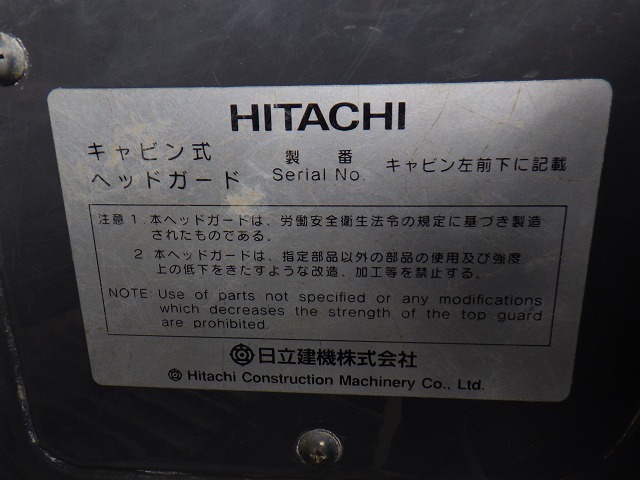 HITACHI
キャビン式
ヘッドガード
製 番
Serial No.
キャビン左前下に記載
注意 1. 本ヘッドガードは、労働安全衛生法令の規定に基づき製造
されたものである。
2. 本ヘッドガードは、指定部品以外の部品の使用及び強度
上の低下をきたすような改造、加工等を禁止する。
NOTE: Use of parts not specified or any modifications
which decreases the strength of the top guard
are prohibited.
日立建機株式会社
Hitachi Construction Machinery Co., Ltd.